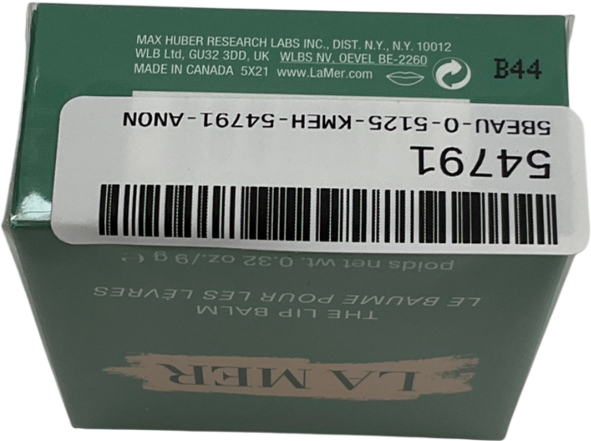 MAX HUBER RESEARCH LABS INC., DIST. N.Y., N.Y. 10012
WLB Ltd, GU32 3DD, UK WLBS NV, OEVEL BE-2260
MADE IN CANADA 5X21 www.LaMer.com
B44
5BEAU-0-5125-KMEH-54791-ANON
54791
poids net wt. 0.32 oz./9 g ℮
LE BAUME POUR LES LÈVRES
THE LIP BALM
LA MER